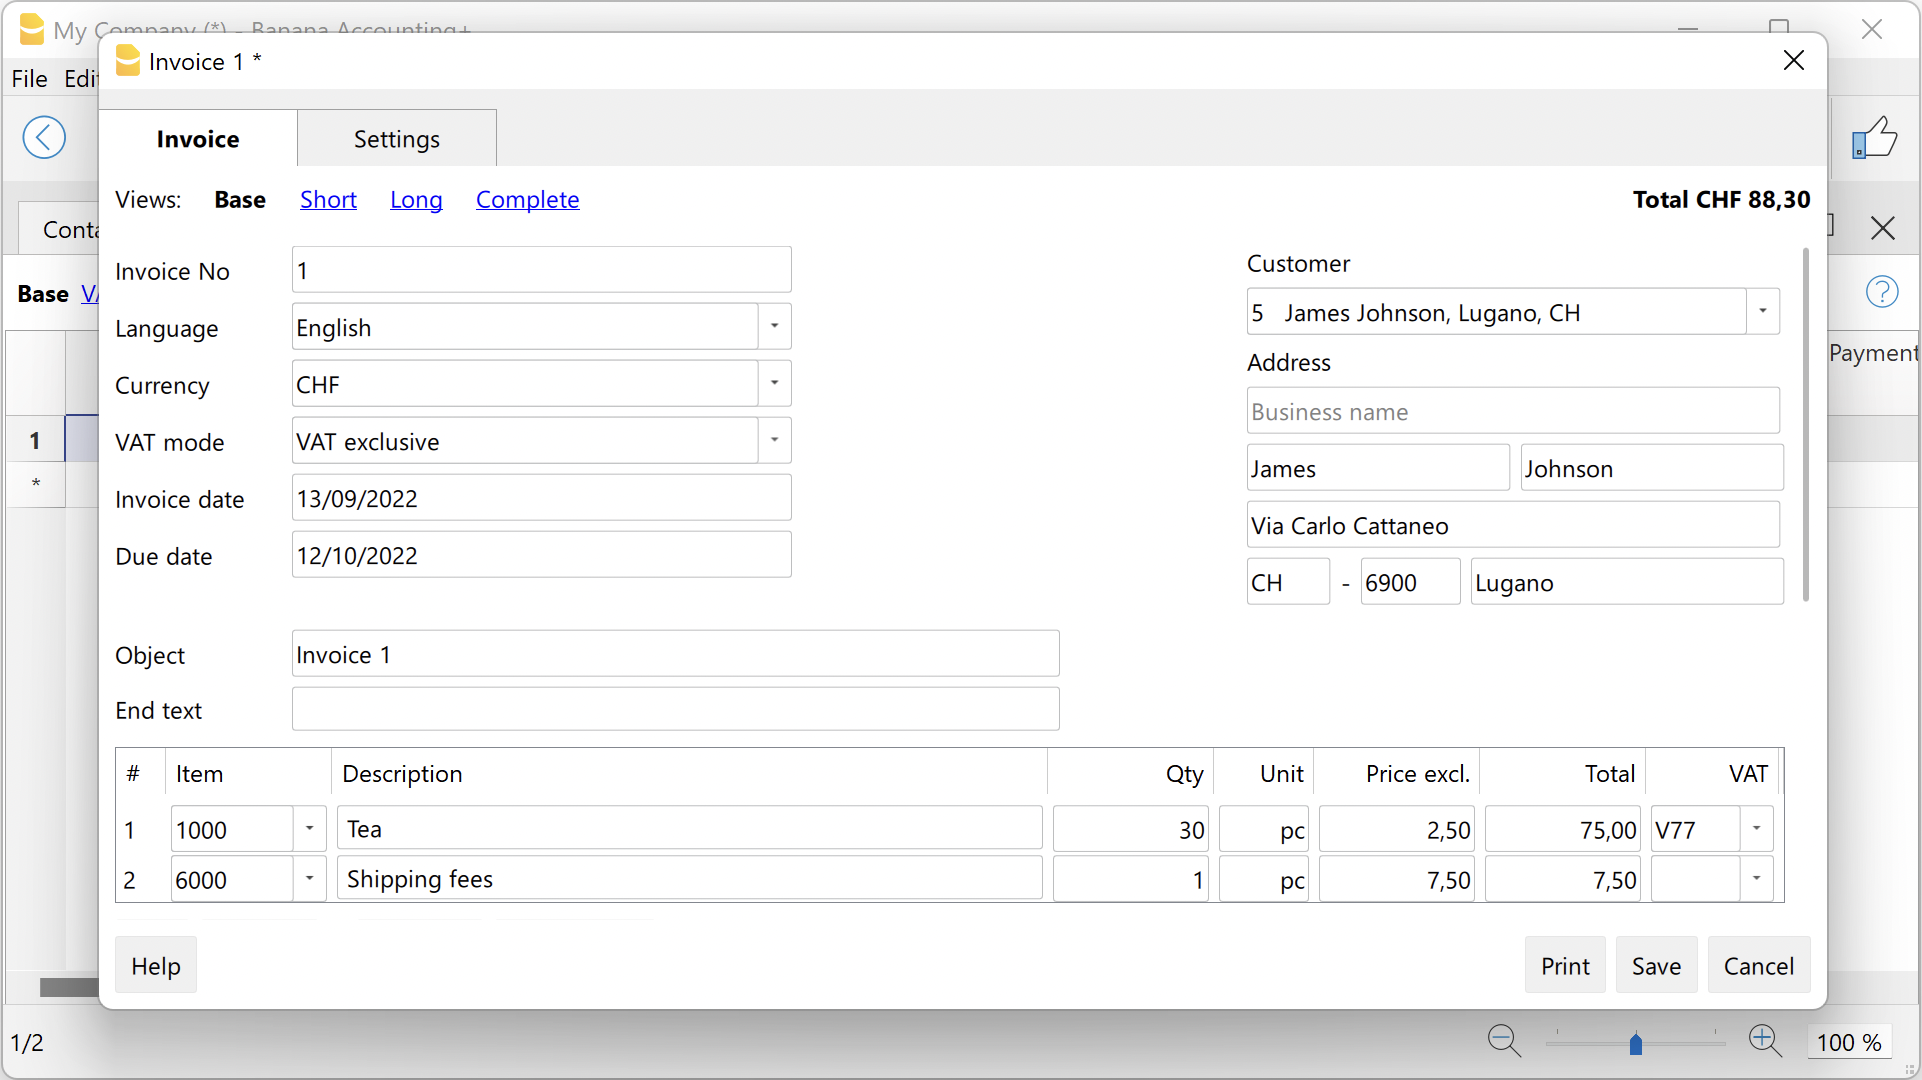 My Company (*) - Banana Accounting+
Invoice 1 *
File Edit
Invoice Settings
Views: Base Short Long Complete Total CHF 88,30
Conta
Base VA
Invoice No 1
Language English
Currency CHF
VAT mode VAT exclusive
Invoice date 13/09/2022
Due date 12/10/2022
Customer
5 James Johnson, Lugano, CH
Address
Business name
James Johnson
Via Carlo Cattaneo
CH - 6900 Lugano
?
Payment
1
*
Object Invoice 1
End text
# Item Description Qty Unit Price excl. Total VAT
1 1000 Tea 30 pc 2,50 75,00 V77
2 6000 Shipping fees 1 pc 7,50 7,50
Help Print Save Cancel
1/2 100 %